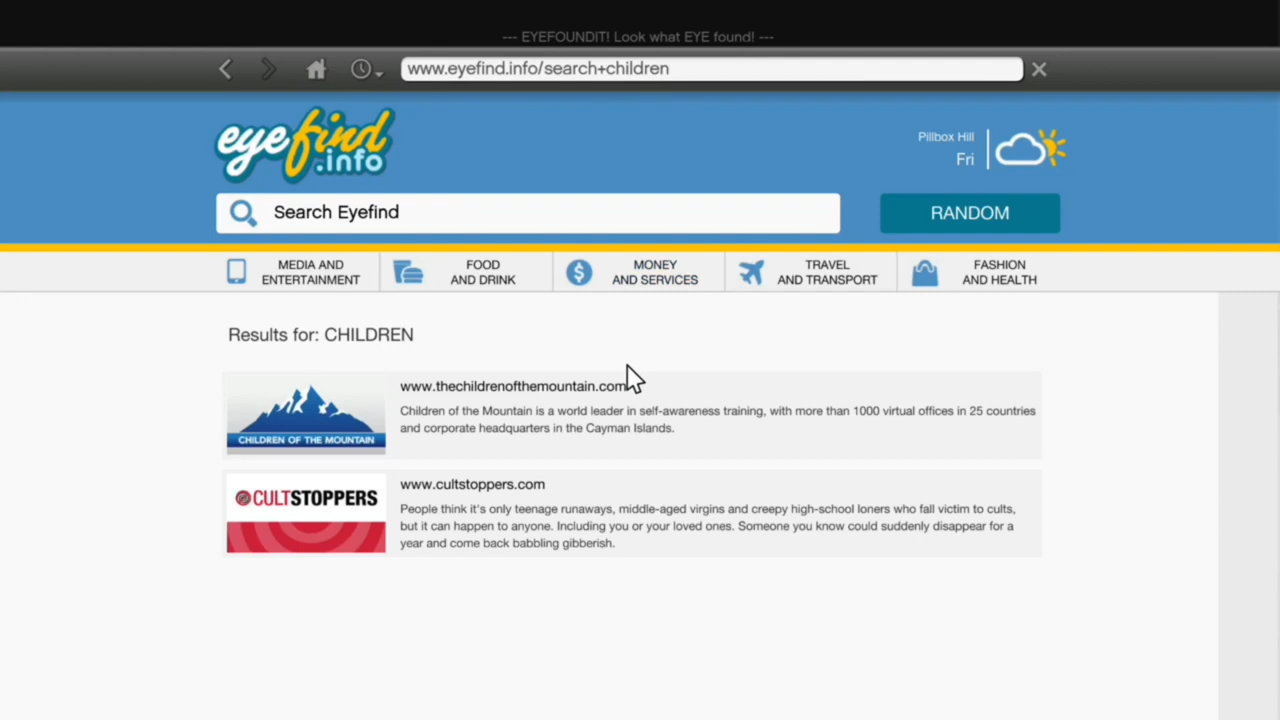 --- EYEFOUNDIT! Look what EYE found! ---
www.eyefind.info/search+children
eyefind
.info
Pillbox Hill
Fri
Search Eyefind
RANDOM
MEDIA AND
ENTERTAINMENT
FOOD
AND DRINK
MONEY
AND SERVICES
TRAVEL
AND TRANSPORT
FASHION
AND HEALTH
Results for: CHILDREN
CHILDREN OF THE MOUNTAIN
www.thechildrenofthemountain.com
Children of the Mountain is a world leader in self-awareness training, with more than 1000 virtual offices in 25 countries
and corporate headquarters in the Cayman Islands.
CULTSTOPPERS
www.cultstoppers.com
People think it's only teenage runaways, middle-aged virgins and creepy high-school loners who fall victim to cults,
but it can happen to anyone. Including you or your loved ones. Someone you know could suddenly disappear for a
year and come back babbling gibberish.